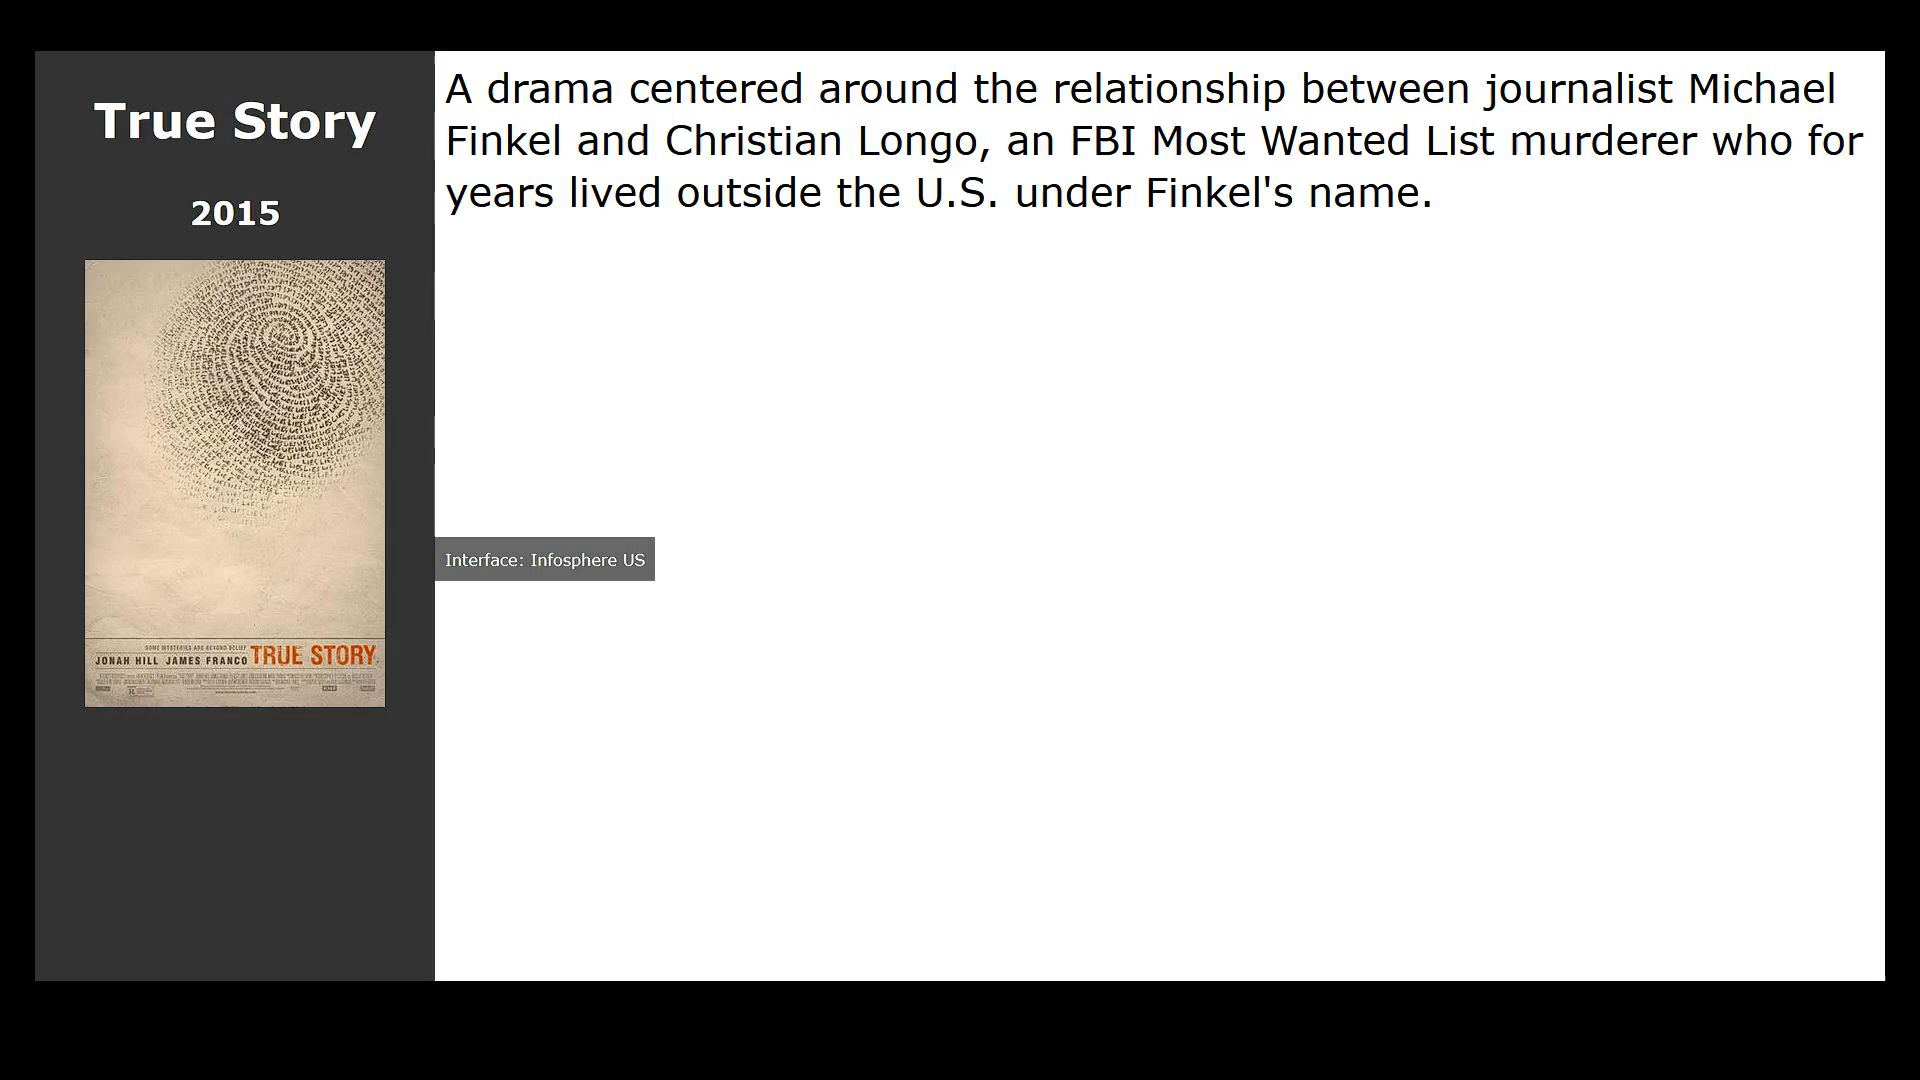 True Story
2015
SOME MYSTERIES ARE BEYOND BELIEF
JONAH HILL JAMES FRANCO TRUE STORY
A drama centered around the relationship between journalist Michael
Finkel and Christian Longo, an FBI Most Wanted List murderer who for
years lived outside the U.S. under Finkel's name.
Interface: Infosphere US